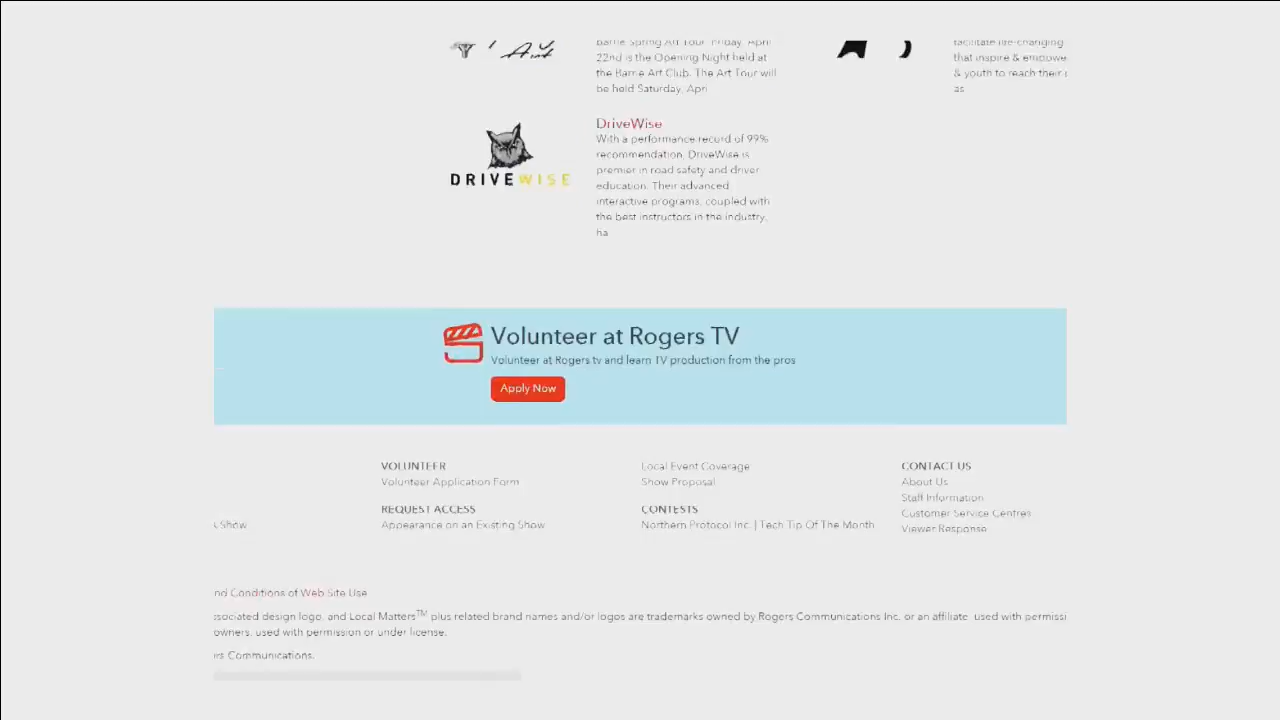 Art
Barrie Spring Art Tour Friday, April
22nd is the Opening Night held at
the Barrie Art Club. The Art Tour will
be held Saturday, Apri
facilitate life-changing
that inspire & empowe
& youth to reach their
as
DRIVEWISE
DriveWise
With a performance record of 99%
recommendation, DriveWise is
premier in road safety and driver
education. Their advanced
interactive programs, coupled with
the best instructors in the industry,
ha
Volunteer at Rogers TV
Volunteer at Rogers tv and learn TV production from the pros
Apply Now
Show
VOLUNTEER
Volunteer Application Form
REQUEST ACCESS
Appearance on an Existing Show
Local Event Coverage
Show Proposal
CONTESTS
Northern Protocol Inc. | Tech Tip Of The Month
CONTACT US
About Us
Staff Information
Customer Service Centres
Viewer Response
nd Conditions of Web Site Use
ssociated design logo, and Local Matters™ plus related brand names and/or logos are trademarks owned by Rogers Communications Inc. or an affiliate, used with permissi
owners, used with permission or under license.
rs Communications.